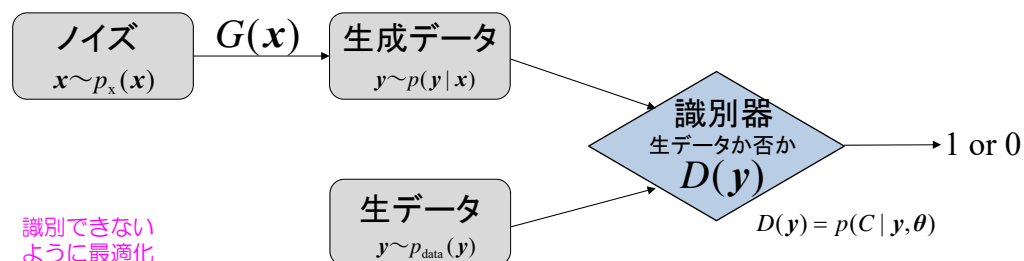 ノイズ
x～px(x)
G(x)
生成データ
y～p(y|x)
識別器
生データか否か
D(y)
1 or 0
生データ
y～pdata(y)
D(y) = p(C | y,θ)
識別できない
ように最適化